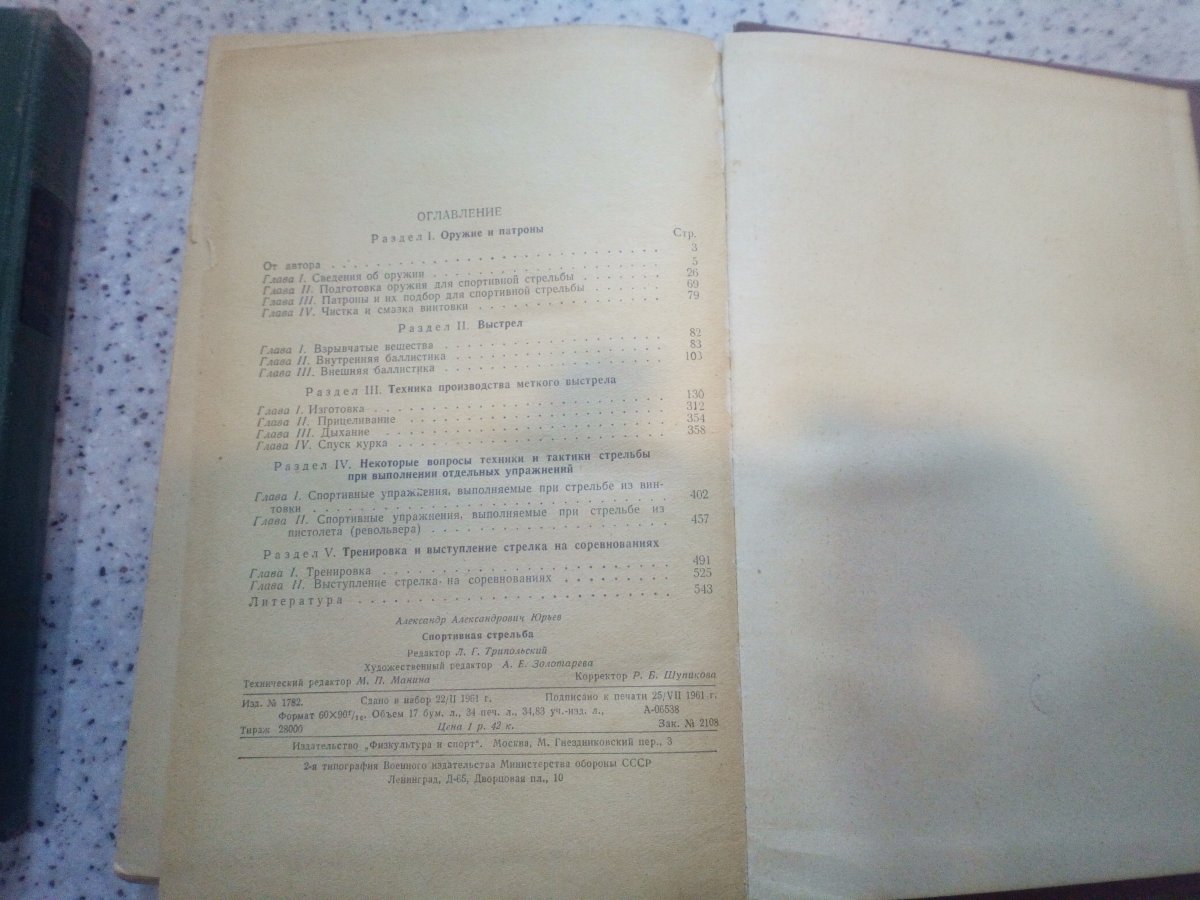 ОГЛАВЛЕНИЕ
Раздел I. Оружие и патроны
Стр.
От автора . . . 3
Глава I. Сведения об оружии . . . 5
Глава II. Подготовка оружия для спортивной стрельбы . . . 26
Глава III. Патроны и их подбор для спортивной стрельбы . . . 69
Глава IV. Чистка и смазка винтовки . . . 79
Раздел II. Выстрел
Глава I. Взрывчатые вещества . . . 82
Глава II. Внутренняя баллистика . . . 83
Глава III. Внешняя баллистика . . . 103
Раздел III. Техника производства меткого выстрела
Глава I. Изготовка . . . 130
Глава II. Прицеливание . . . 312
Глава III. Дыхание . . . 354
Глава IV. Спуск курка . . . 358
Раздел IV. Некоторые вопросы техники и тактики стрельбы
при выполнении отдельных упражнений
Глава I. Спортивные упражнения, выполняемые при стрельбе из вин-
товки . . . 402
Глава II. Спортивные упражнения, выполняемые при стрельбе из
пистолета (револьвера) . . . 457
Раздел V. Тренировка и выступление стрелка на соревнованиях
Глава I. Тренировка . . . 491
Глава II. Выступление стрелка на соревнованиях . . . 525
Литература . . . 543
Александр Александрович Юрьев
Спортивная стрельба
Редактор Л. Г. Трипольский
Художественный редактор А. Е. Золотарева
Технический редактор М. П. Манина Корректор Р. Б. Шупикова
Изд. № 1782. Сдано в набор 22/II 1961 г. Подписано к печати 25/VII 1961 г.
Формат 60×90¹/₁₆. Объем 17 бум. л., 34 печ. л., 34,83 уч.-изд. л., А-06538
Тираж 28000 Цена 1 р. 42 к. Зак. № 2108
Издательство „Физкультура и спорт“. Москва, М. Гнездниковский пер., 3
2-я типография Военного издательства Министерства обороны СССР
Ленинград, Д-65, Дворцовая пл., 10